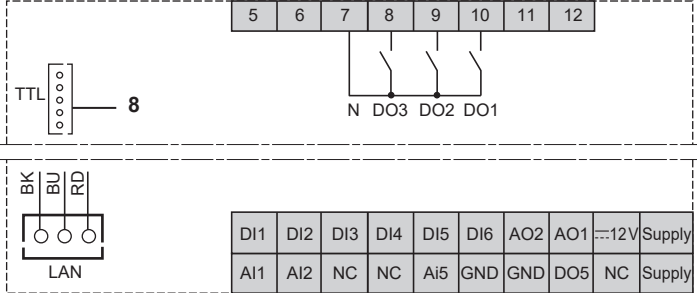 5 6 7 8 9 10 11 12
TTL
8
N DO3 DO2 DO1
BK BU RD
LAN
DI1 DI2 DI3 DI4 DI5 DI6 AO2 AO1 ⎓12V Supply
AI1 AI2 NC NC Ai5 GND GND DO5 NC Supply